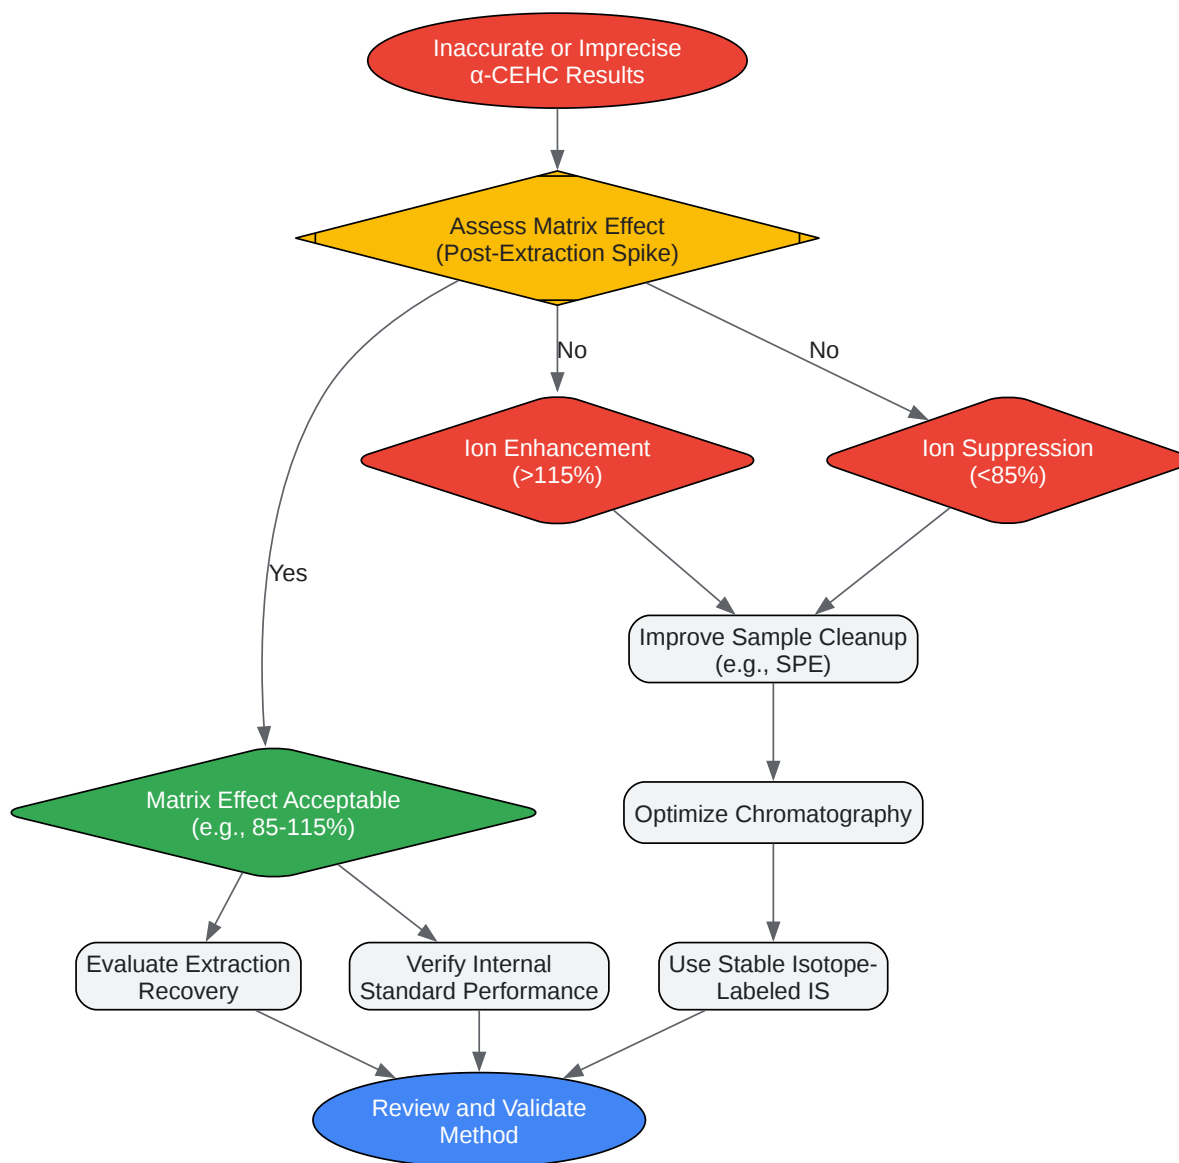 Inaccurate or Imprecise
α-CEHC Results
Assess Matrix Effect
(Post-Extraction Spike)
No
No
Ion Enhancement
(>115%)
Ion Suppression
(<85%)
Yes
Improve Sample Cleanup
(e.g., SPE)
Matrix Effect Acceptable
(e.g., 85-115%)
Optimize Chromatography
Evaluate Extraction
Recovery
Verify Internal
Standard Performance
Use Stable Isotope-
Labeled IS
Review and Validate
Method